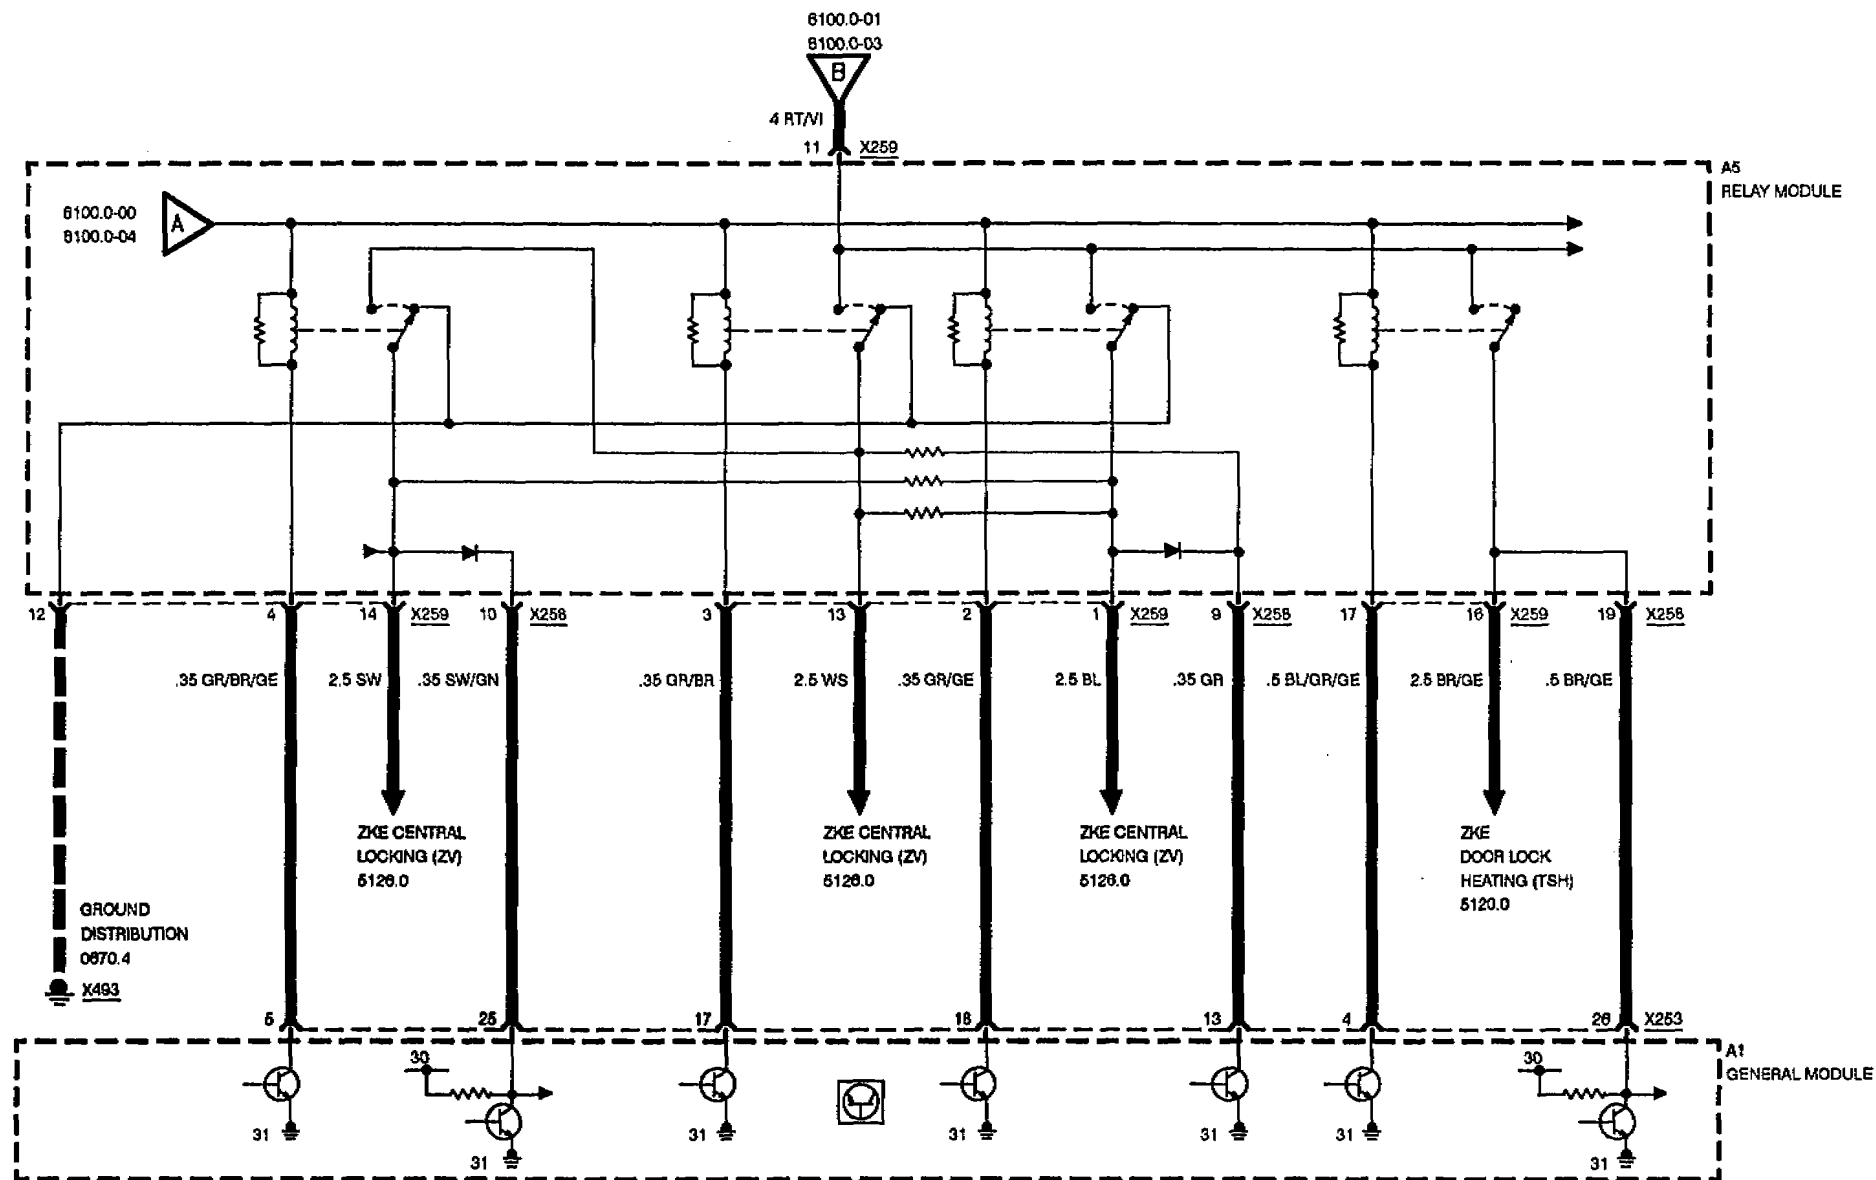 6100.0-01
6100.0-03
B
4 RT/VI
11 X259
A5
RELAY MODULE
6100.0-00
6100.0-04
A
12 4 14 X259 10 X258 3 13 2 1 X259 9 X258 17 16 X259 19 X258
.35 GR/BR/GE 2.5 SW .35 SW/GN .35 GR/BR 2.5 WS .35 GR/GE 2.5 BL .35 GR .5 BL/GR/GE 2.5 BR/GE .5 BR/GE
ZKE CENTRAL
LOCKING (ZV)
5126.0
ZKE CENTRAL
LOCKING (ZV)
5126.0
ZKE CENTRAL
LOCKING (ZV)
5126.0
ZKE
DOOR LOCK
HEATING (TSH)
5120.0
GROUND
DISTRIBUTION
0670.4
X493
5 25 17 18 13 4 26 X253
A1
GENERAL MODULE
30 30
31 31 31 31 31 31 31